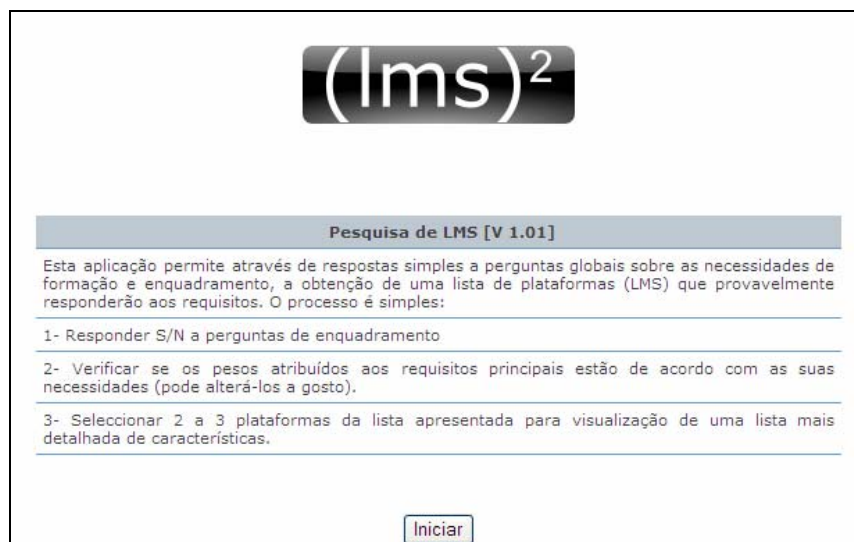 (lms)²
Pesquisa de LMS [V 1.01]
Esta aplicação permite através de respostas simples a perguntas globais sobre as necessidades de
formação e enquadramento, a obtenção de uma lista de plataformas (LMS) que provavelmente
responderão aos requisitos. O processo é simples:
1- Responder S/N a perguntas de enquadramento
2- Verificar se os pesos atribuídos aos requisitos principais estão de acordo com as suas
necessidades (pode alterá-los a gosto).
3- Seleccionar 2 a 3 plataformas da lista apresentada para visualização de uma lista mais
detalhada de características.
Iniciar